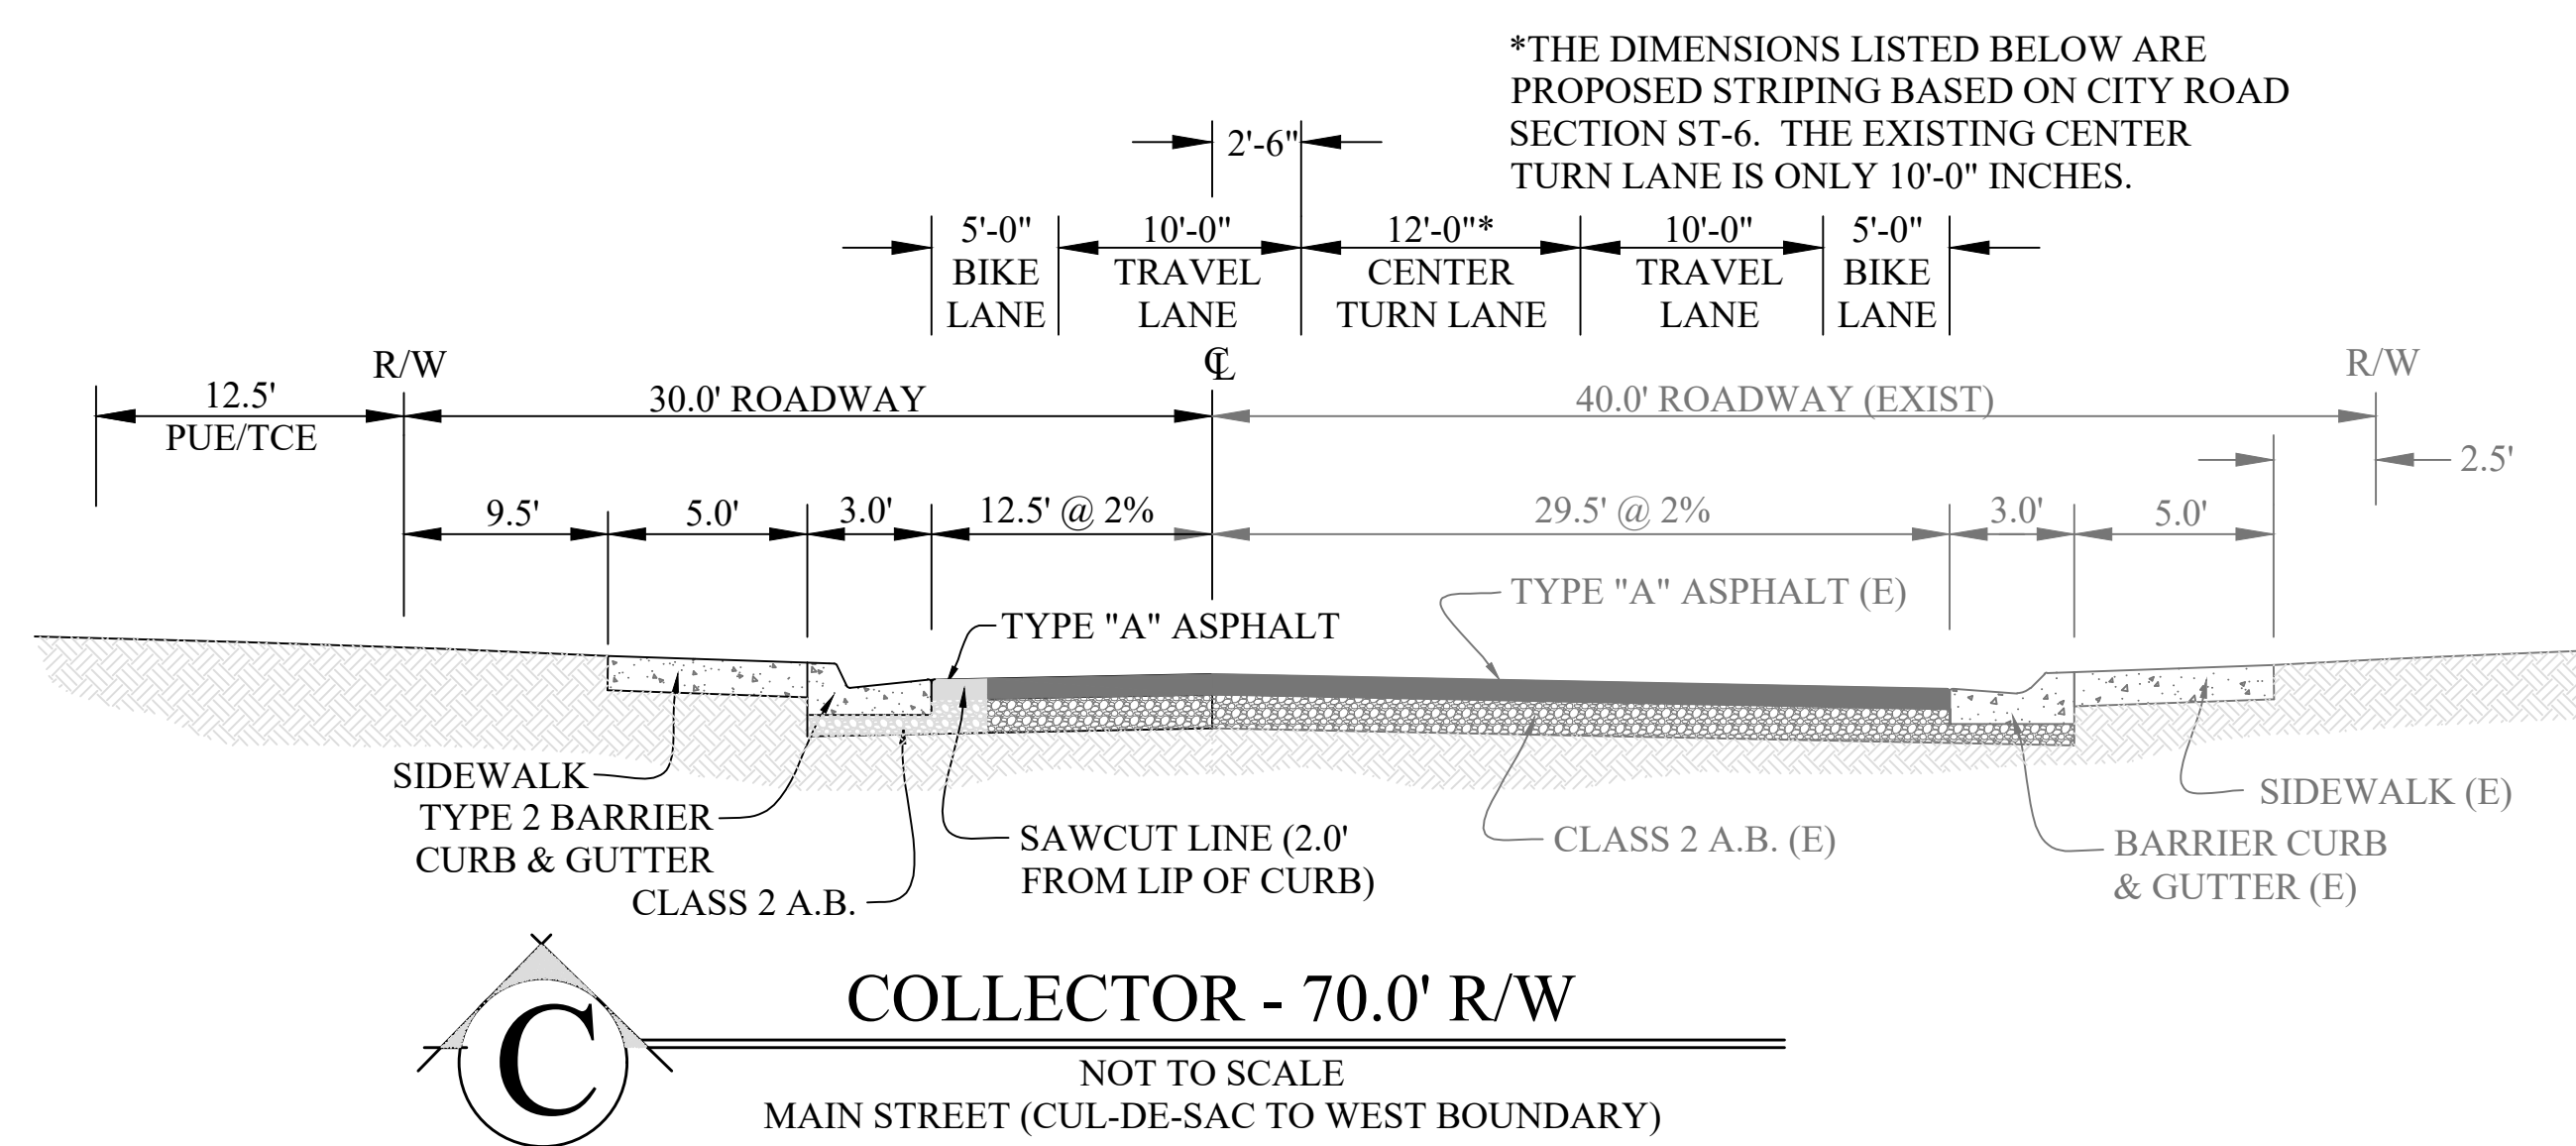 *THE DIMENSIONS LISTED BELOW ARE
PROPOSED STRIPING BASED ON CITY ROAD
SECTION ST-6.  THE EXISTING CENTER
TURN LANE IS ONLY 10'-0" INCHES.
2'-6"
5'-0"
BIKE
LANE
10'-0"
TRAVEL
LANE
12'-0"*
CENTER
TURN LANE
10'-0"
TRAVEL
LANE
5'-0"
BIKE
LANE
R/W
℄
R/W
12.5'
PUE/TCE
30.0' ROADWAY
40.0' ROADWAY (EXIST)
2.5'
9.5'
5.0'
3.0'
12.5' @ 2%
29.5' @ 2%
3.0'
5.0'
TYPE "A" ASPHALT
TYPE "A" ASPHALT (E)
SIDEWALK
TYPE 2 BARRIER
CURB & GUTTER
CLASS 2 A.B.
SAWCUT LINE (2.0'
FROM LIP OF CURB)
CLASS 2 A.B. (E)
SIDEWALK (E)
BARRIER CURB
& GUTTER (E)
C
COLLECTOR - 70.0' R/W
NOT TO SCALE
MAIN STREET (CUL-DE-SAC TO WEST BOUNDARY)